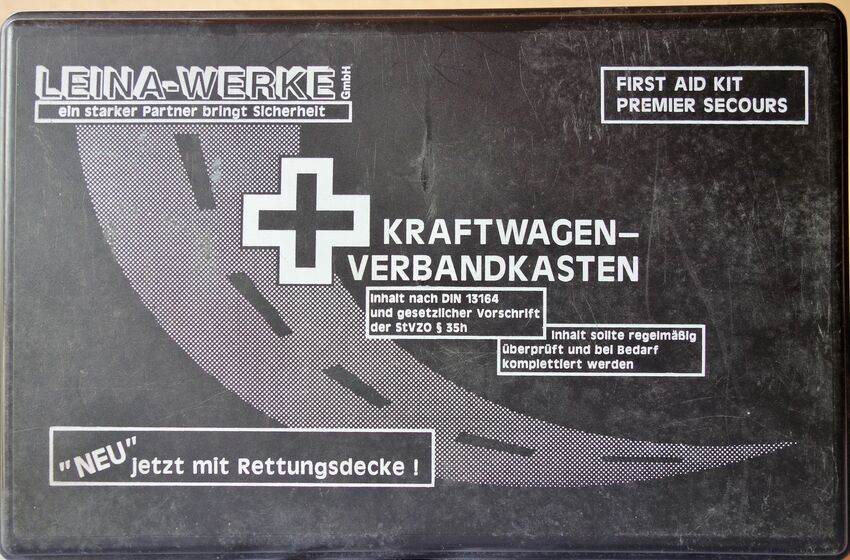 LEINA-WERKE GmbH
ein starker Partner bringt Sicherheit
FIRST AID KIT
PREMIER SECOURS
KRAFTWAGEN-
VERBANDKASTEN
Inhalt nach DIN 13164
und gesetzlicher Vorschrift
der StVZO § 35h
Inhalt sollte regelmäßig
überprüft und bei Bedarf
komplettiert werden
"NEU" jetzt mit Rettungsdecke !